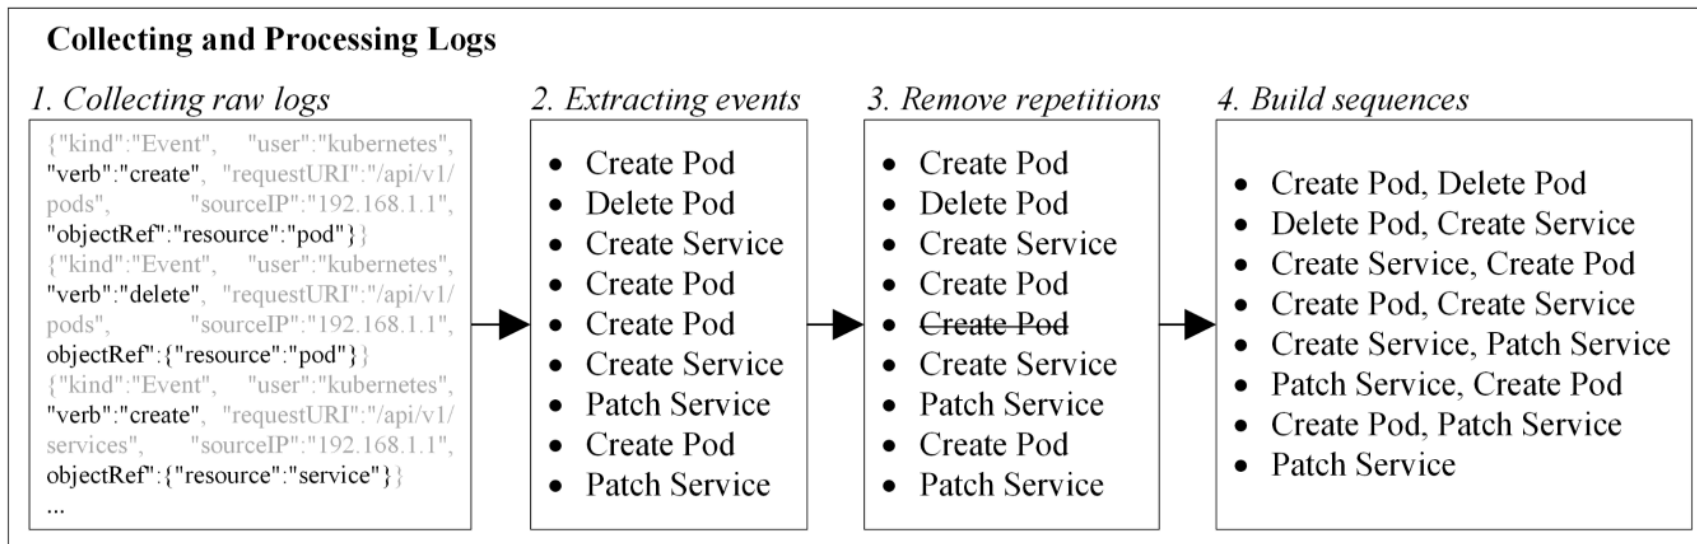 Collecting and Processing Logs
1. Collecting raw logs
{"kind":"Event", "user":"kubernetes",
"verb":"create", "requestURI":"/api/v1/
pods", "sourceIP":"192.168.1.1",
"objectRef":"resource":"pod"}}
{"kind":"Event", "user":"kubernetes",
"verb":"delete", "requestURI":"/api/v1/
pods", "sourceIP":"192.168.1.1",
objectRef":{"resource":"pod"}}
{"kind":"Event", "user":"kubernetes",
"verb":"create", "requestURI":"/api/v1/
services", "sourceIP":"192.168.1.1",
objectRef":{"resource":"service"}}
...
2. Extracting events
• Create Pod
• Delete Pod
• Create Service
• Create Pod
• Create Pod
• Create Service
• Patch Service
• Create Pod
• Patch Service
3. Remove repetitions
• Create Pod
• Delete Pod
• Create Service
• Create Pod
• Create Pod
• Create Service
• Patch Service
• Create Pod
• Patch Service
4. Build sequences
• Create Pod, Delete Pod
• Delete Pod, Create Service
• Create Service, Create Pod
• Create Pod, Create Service
• Create Service, Patch Service
• Patch Service, Create Pod
• Create Pod, Patch Service
• Patch Service